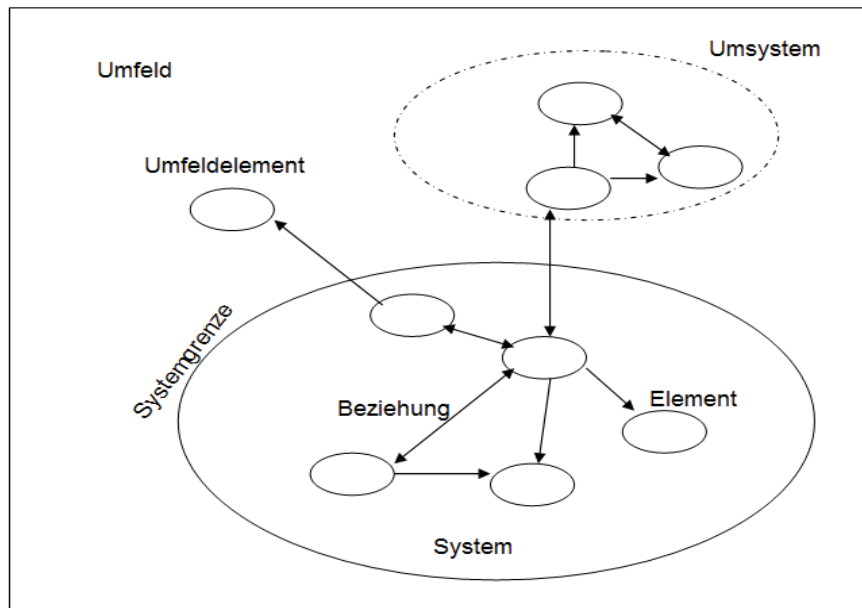 Umsystem
Umfeld
Umfeldelement
Systemgrenze
Beziehung
Element
System